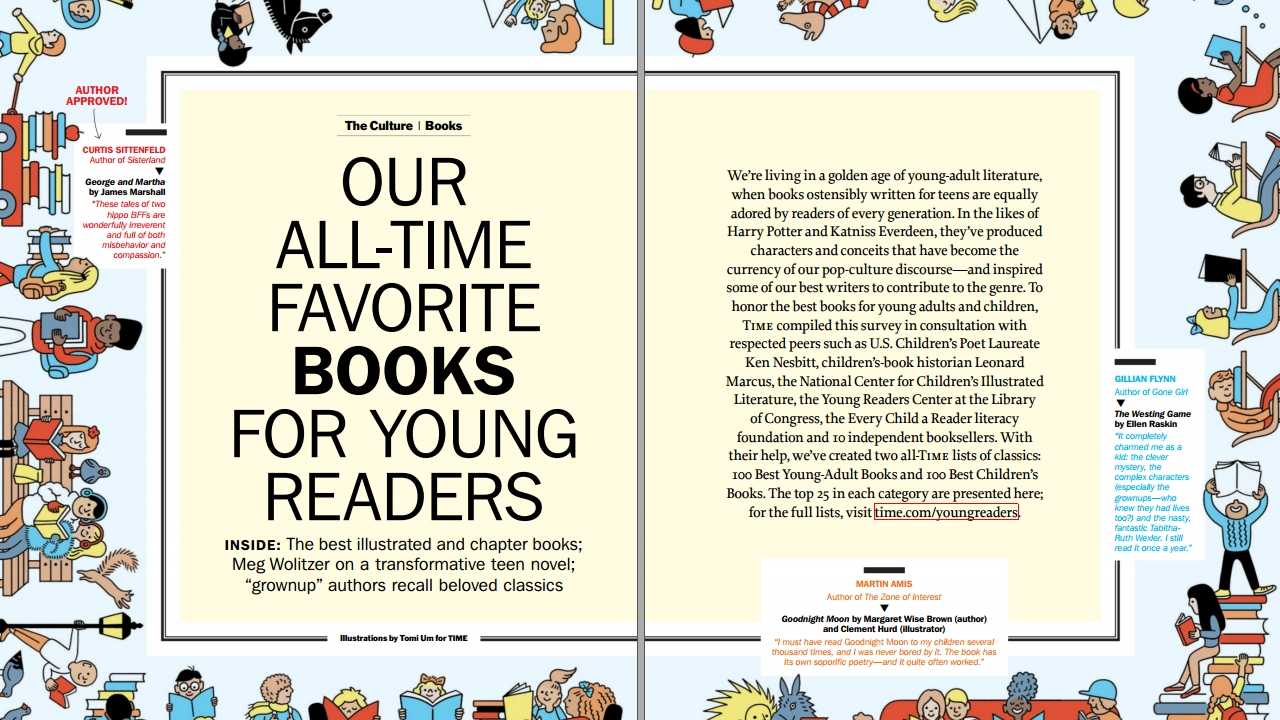 AUTHOR
APPROVED!
CURTIS SITTENFELD
Author of Sisterland
George and Martha
by James Marshall
"These tales of two
hippo BFFs are
wonderfully irreverent
and full of both
misbehavior and
compassion."
The Culture | Books
OUR
ALL-TIME
FAVORITE
BOOKS
FOR YOUNG
READERS
INSIDE: The best illustrated and chapter books;
Meg Wolitzer on a transformative teen novel;
“grownup” authors recall beloved classics
Illustrations by Tomi Um for TIME
We’re living in a golden age of young-adult literature,
when books ostensibly written for teens are equally
adored by readers of every generation. In the likes of
Harry Potter and Katniss Everdeen, they’ve produced
characters and conceits that have become the
currency of our pop-culture discourse—and inspired
some of our best writers to contribute to the genre. To
honor the best books for young adults and children,
TIME compiled this survey in consultation with
respected peers such as U.S. Children’s Poet Laureate
Ken Nesbitt, children’s-book historian Leonard
Marcus, the National Center for Children’s Illustrated
Literature, the Young Readers Center at the Library
of Congress, the Every Child a Reader literacy
foundation and 10 independent booksellers. With
their help, we’ve created two all-TIME lists of classics:
100 Best Young-Adult Books and 100 Best Children’s
Books. The top 25 in each category are presented here;
for the full lists, visit time.com/youngreaders.
GILLIAN FLYNN
Author of Gone Girl
The Westing Game
by Ellen Raskin
"It completely
charmed me as a
kid: the clever
mystery, the
complex characters
(especially the
grownups—who
knew they had lives
too?) and the nasty,
fantastic Tabitha-
Ruth Wexler. I still
read it once a year."
MARTIN AMIS
Author of The Zone of Interest
Goodnight Moon by Margaret Wise Brown (author)
and Clement Hurd (illustrator)
"I must have read Goodnight Moon to my children several
thousand times, and I was never bored by it. The book has
its own soporific poetry—and it quite often worked."